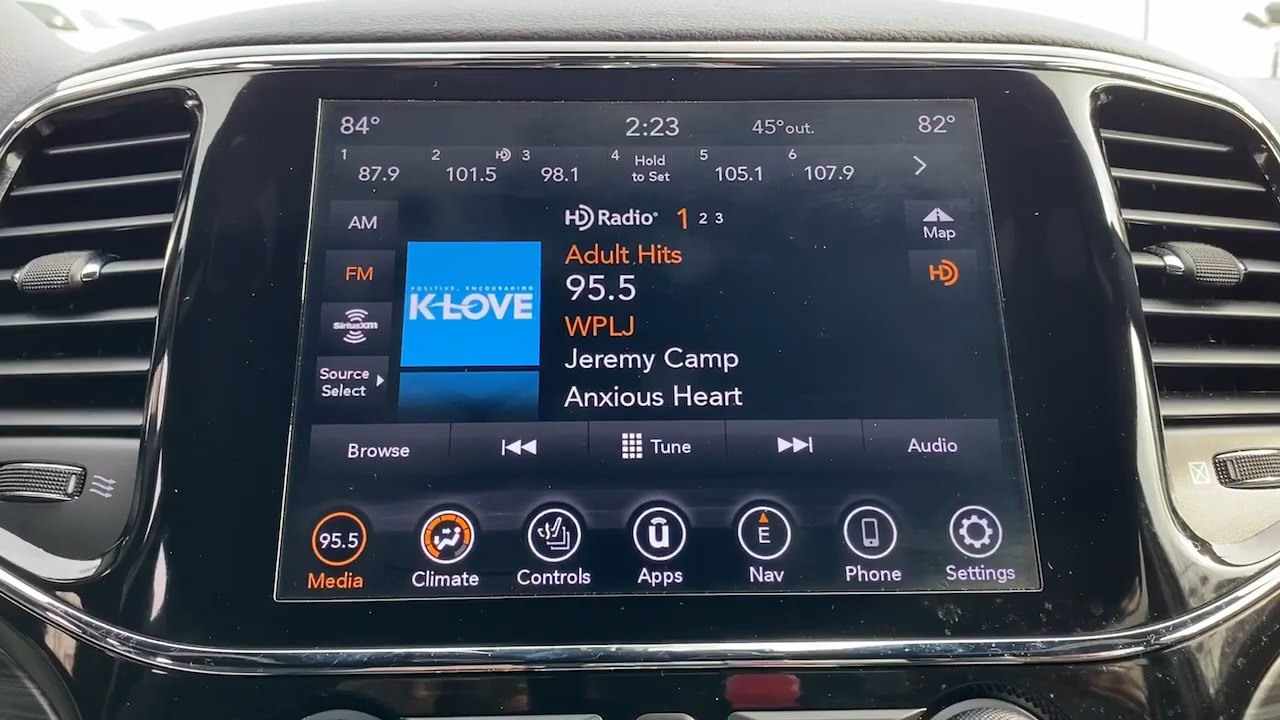 84° 2:23 45°out. 82°
1 87.9 2 101.5 HD 3 98.1 4 Hold to Set 5 105.1 6 107.9
AM
HD Radio® 1 2 3
Map
FM
HD
POSITIVE, ENCOURAGING
K-LOVE
Adult Hits
95.5
WPLJ
SiriusXM
Jeremy Camp
Source
Select
Anxious Heart
Browse Tune Audio
95.5 E
Media Climate Controls Apps Nav Phone Settings